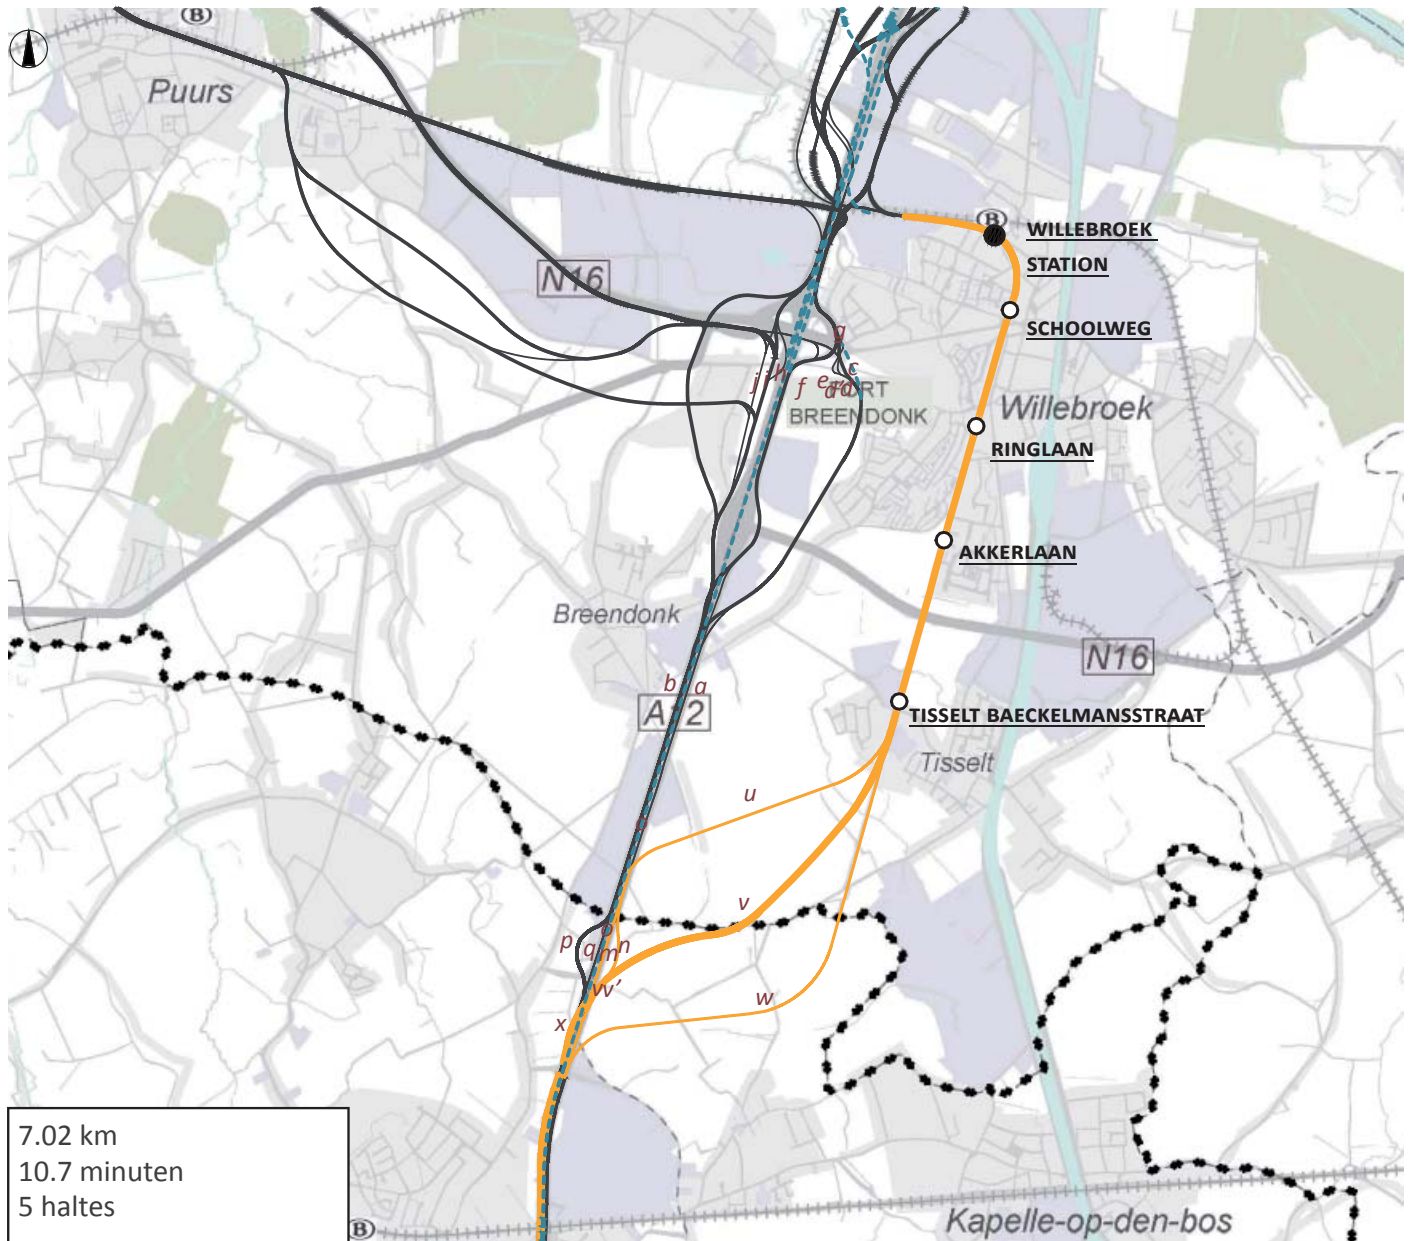 B
Puurs
B
WILLEBROEK
STATION
N16
SCHOOLWEG
g
c
h
j
i
f
e
d'
d
FORT
BREENDONK
Willebroek
RINGLAAN
AKKERLAAN
Breendonk
N16
b
a
A12
TISSELT BAECKELMANSSTRAAT
Tisselt
u
v
o
p
q
m
n
vv'
w
x
7.02 km
10.7 minuten
5 haltes
B
Kapelle-op-den-bos